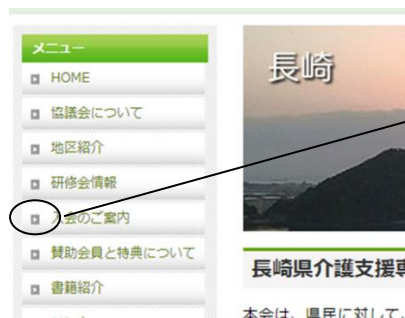 メニュー
HOME
協議会について
地区紹介
研修会情報
入会のご案内
賛助会員と特典について
書籍紹介
長崎
長崎県介護支援専
本会は、県民に対して、